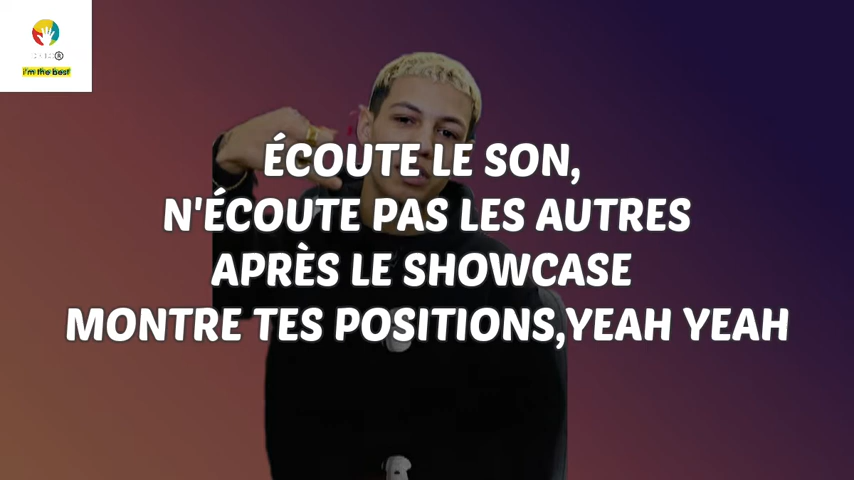 i'm the best
ÉCOUTE LE SON,
N'ÉCOUTE PAS LES AUTRES
APRÈS LE SHOWCASE
MONTRE TES POSITIONS,YEAH YEAH